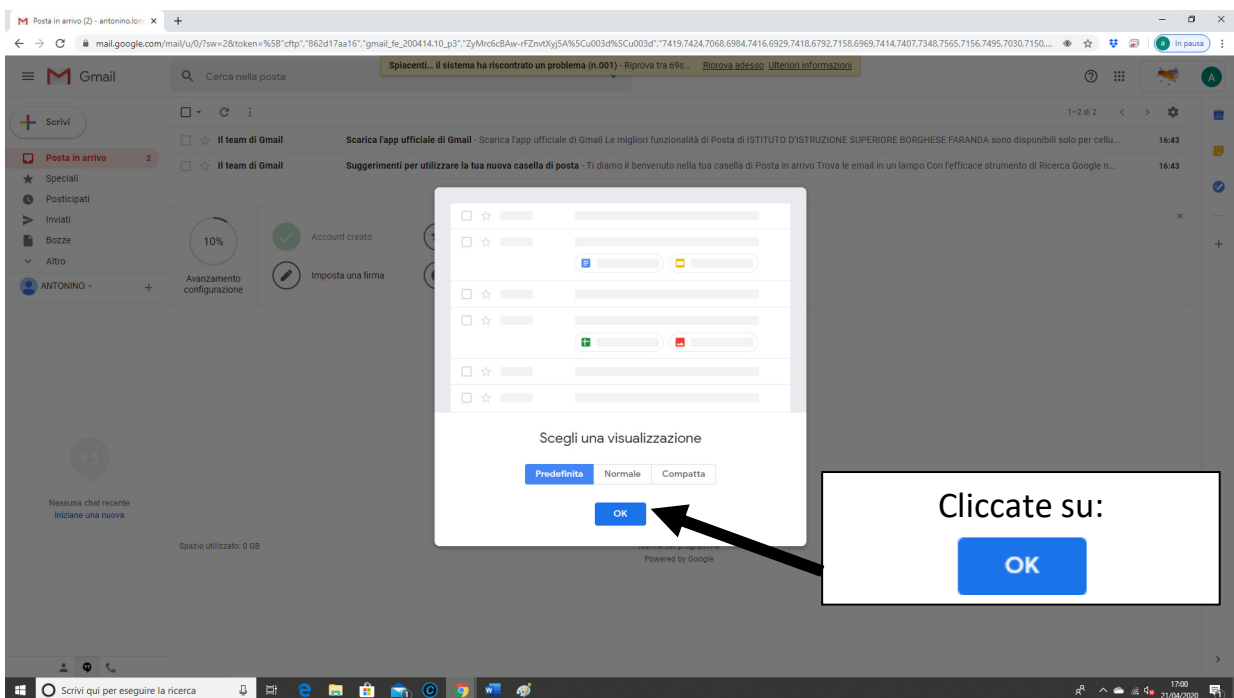 Posta in arrivo (2) - antonino.lon
mail.google.com/mail/u/0/?sw=2&token=%5B"cftp","862d17aa16","gmail_fe_200414.10_p3","ZyMrc6cBAw-rFZnvtXyj5A%5Cu003d%5Cu003d","7419,7424,7068,6984,7416,6929,7418,6792,7158,6969,7414,7407,7348,7565,7156,7495,7030,7150....
A In pausa
Gmail
Cerca nella posta
Spiacenti... il sistema ha riscontrato un problema (n.001) - Riprova tra 69s... Riprova adesso Ulteriori informazioni
A
Scrivi
1–2 di 2
Il team di Gmail Scarica l'app ufficiale di Gmail - Scarica l'app ufficiale di Gmail Le migliori funzionalità di Posta di ISTITUTO D'ISTRUZIONE SUPERIORE BORGHESE FARANDA sono disponibili solo per cellu... 16:43
Posta in arrivo 2
Il team di Gmail Suggerimenti per utilizzare la tua nuova casella di posta - Ti diamo il benvenuto nella tua casella di Posta in arrivo Trova le email in un lampo Con l'efficace strumento di Ricerca Google n... 16:43
Speciali
Posticipati
Inviati
Bozze
Altro
ANTONINO
10%
Avanzamento
configurazione
Account creato
Imposta una firma
Scegli una visualizzazione
Predefinita Normale Compatta
OK
Cliccate su:
OK
Nessuna chat recente
Iniziane una nuova
Spazio utilizzato: 0 GB
Powered by Google
Scrivi qui per eseguire la ricerca
17:00
21/04/2020